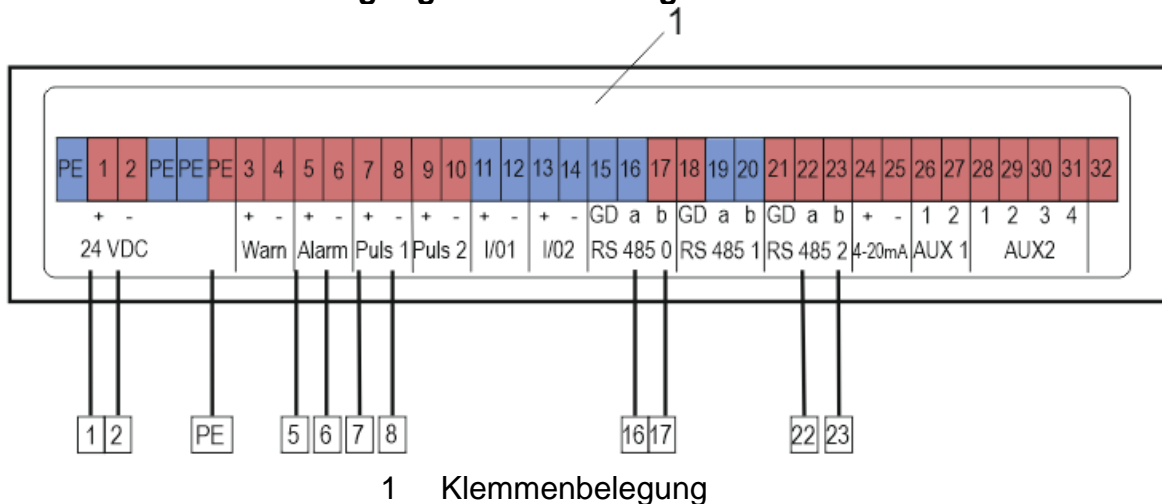 1
PE 1 2 PE PE PE 3 4 5 6 7 8 9 10 11 12 13 14 15 16 17 18 19 20 21 22 23 24 25 26 27 28 29 30 31 32
+ - + - + - + - + - + - + - GD a b GD a b GD a b + - 1 2 1 2 3 4
24 VDC Warn Alarm Puls 1 Puls 2 I/01 I/02 RS 485 0 RS 485 1 RS 485 2 4-20mA AUX 1 AUX2
1 2 PE 5 6 7 8 16 17 22 23
1 Klemmenbelegung